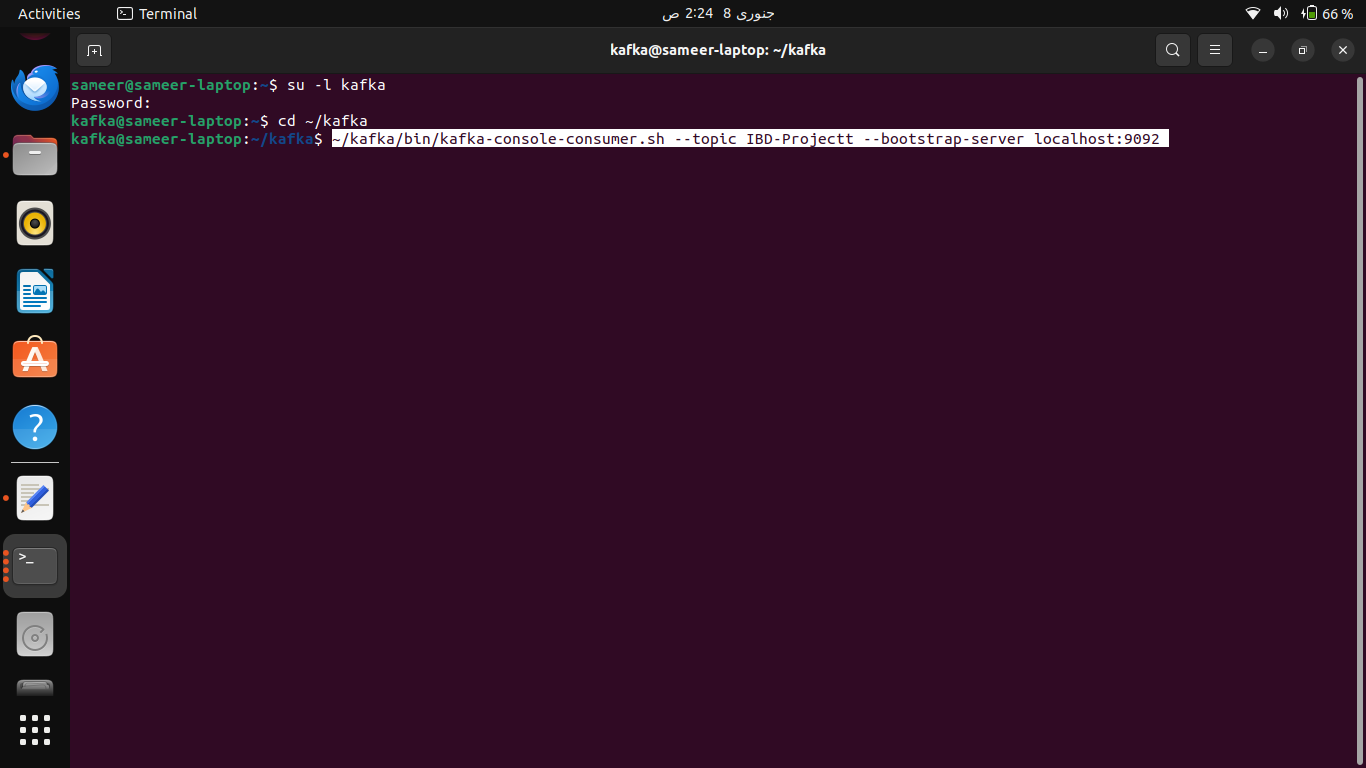 Activities Terminal جنوری 8 2:24 ص 66 %
kafka@sameer-laptop: ~/kafka
sameer@sameer-laptop:~$ su -l kafka
Password:
kafka@sameer-laptop:~$ cd ~/kafka
kafka@sameer-laptop:~/kafka$ ~/kafka/bin/kafka-console-consumer.sh --topic IBD-Projectt --bootstrap-server localhost:9092